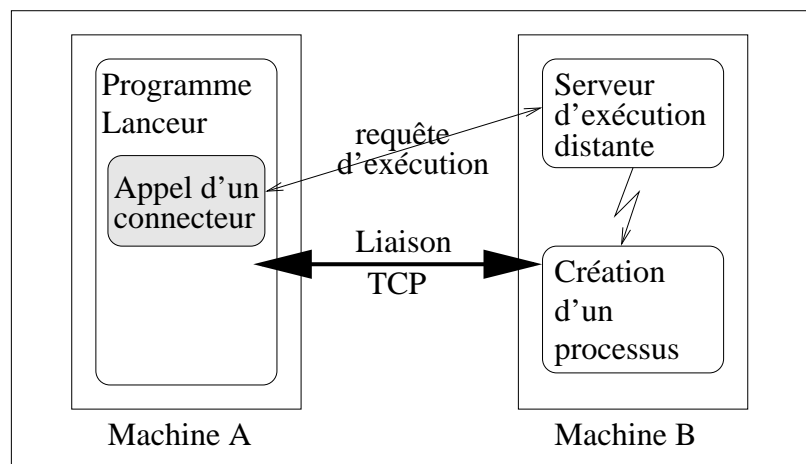 Programme
Lanceur
Appel d'un
connecteur
requête
d'exécution
Serveur
d'exécution
distante
Liaison
TCP
Création
d'un
processus
Machine A
Machine B